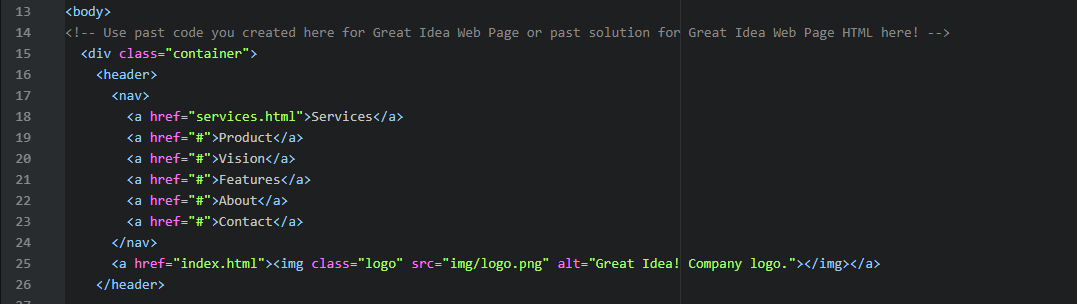 13 <body>
14 <!-- Use past code you created here for Great Idea Web Page or past solution for Great Idea Web Page HTML here! -->
15 <div class="container">
16 <header>
17 <nav>
18 <a href="services.html">Services</a>
19 <a href="#">Product</a>
20 <a href="#">Vision</a>
21 <a href="#">Features</a>
22 <a href="#">About</a>
23 <a href="#">Contact</a>
24 </nav>
25 <a href="index.html"><img class="logo" src="img/logo.png" alt="Great Idea! Company logo."></img></a>
26 </header>